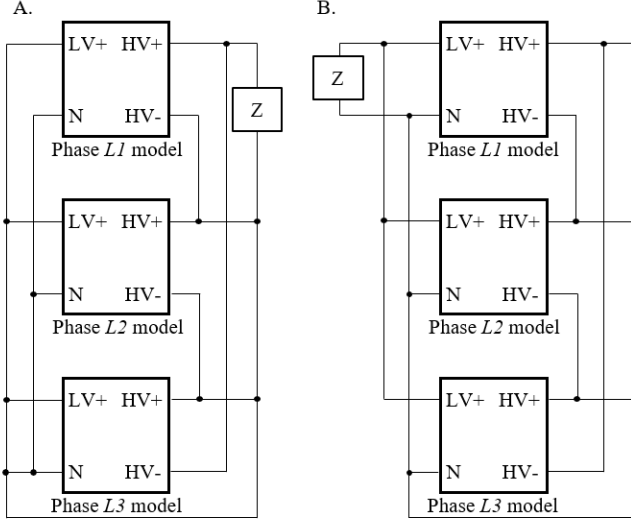 A.
LV+ HV+
Z
N HV-
Phase L1 model
LV+ HV+
N HV-
Phase L2 model
LV+ HV+
N HV-
Phase L3 model
B.
Z
LV+ HV+
N HV-
Phase L1 model
LV+ HV+
N HV-
Phase L2 model
LV+ HV+
N HV-
Phase L3 model